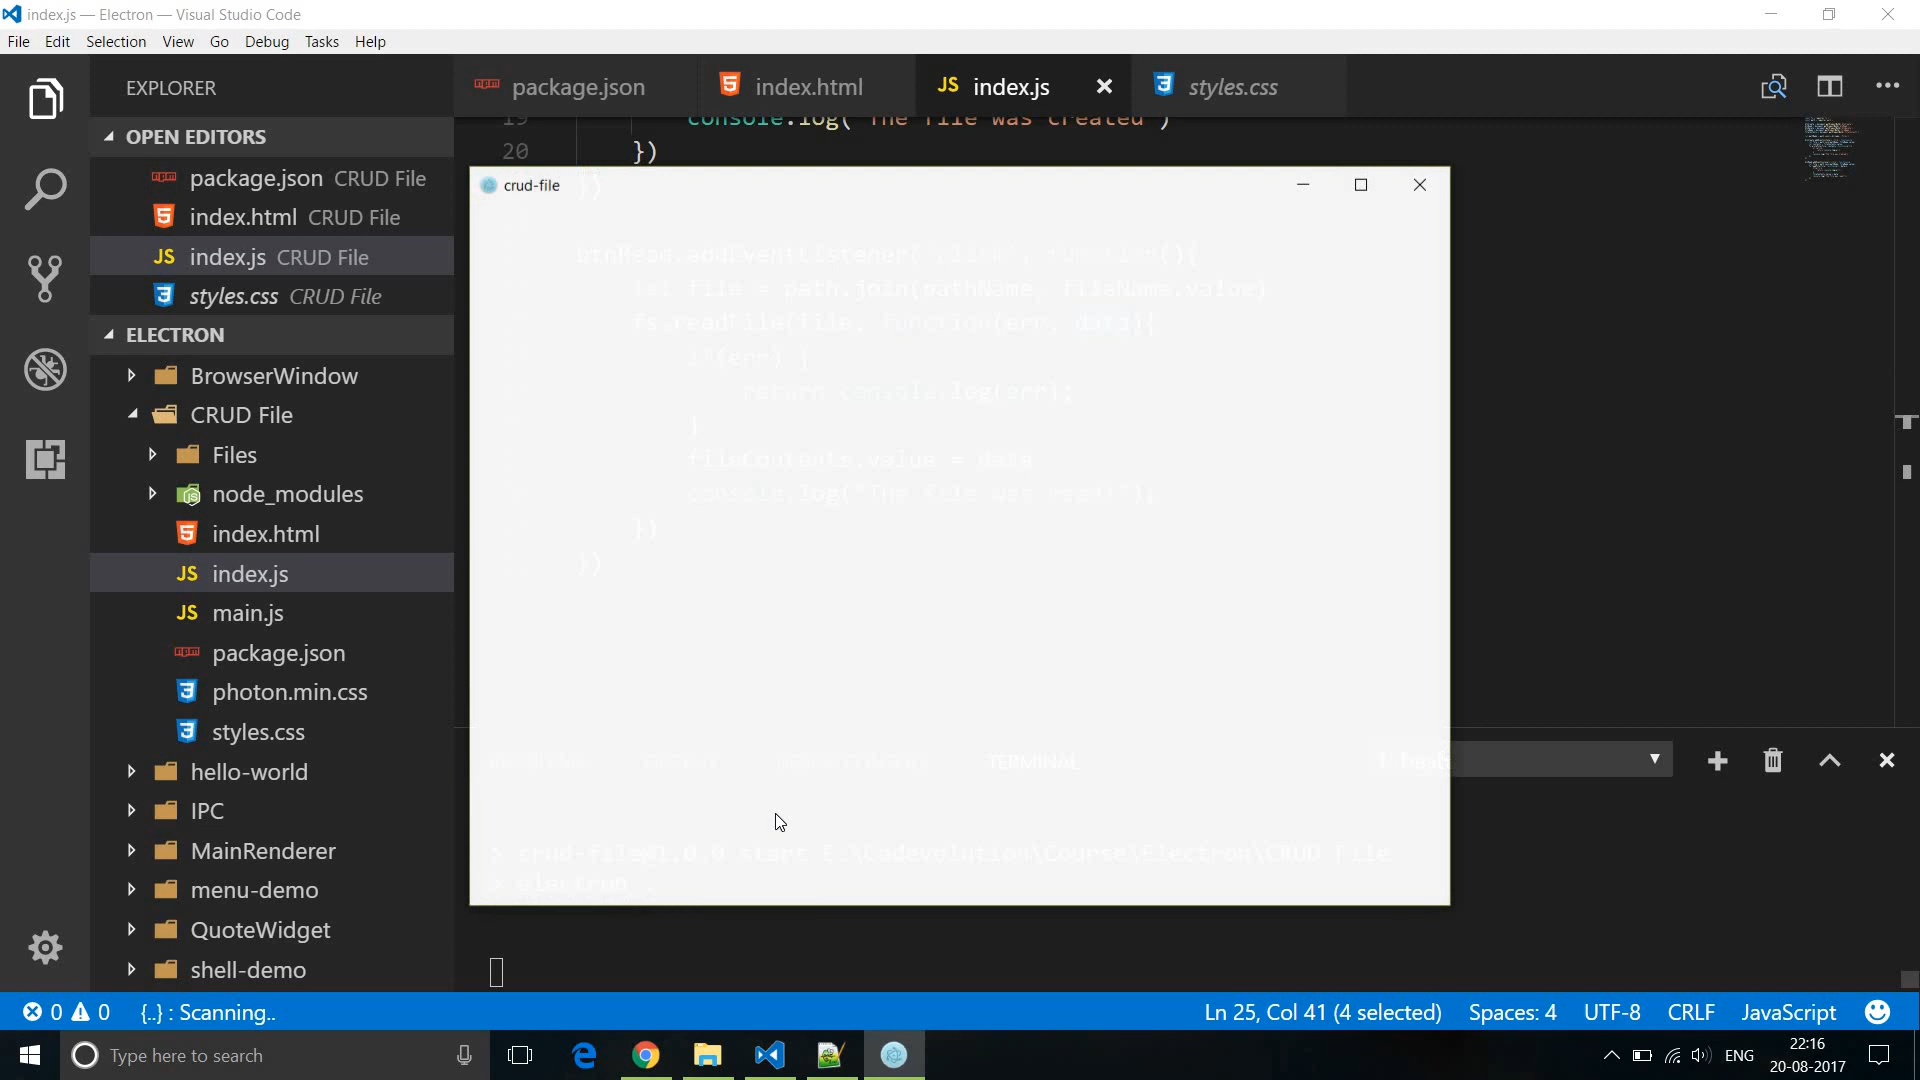 index.js — Electron — Visual Studio Code
File Edit Selection View Go Debug Tasks Help
EXPLORER
OPEN EDITORS
package.json CRUD File
index.html CRUD File
JS index.js CRUD File
styles.css CRUD File
ELECTRON
BrowserWindow
CRUD File
Files
node_modules
index.html
JS index.js
JS main.js
package.json
photon.min.css
styles.css
hello-world
IPC
MainRenderer
menu-demo
QuoteWidget
shell-demo
package.json index.html JS index.js styles.css
20 })
crud-file
btnRead.addEventListener('click', function(){
let file = path.join(pathName, fileName.value)
fs.readFile(file, function(err, data){
if(err) {
return console.log(err);
}
fileContents.value = data
console.log("The file was read!");
})
})
TERMINAL
1: bash
> crud-file@1.0.0 start E:\Codevolution\Course\Electron\CRUD File
> electron .
0 0 {..} : Scanning..
Ln 25, Col 41 (4 selected) Spaces: 4 UTF-8 CRLF JavaScript
Type here to search
ENG
22:16
20-08-2017